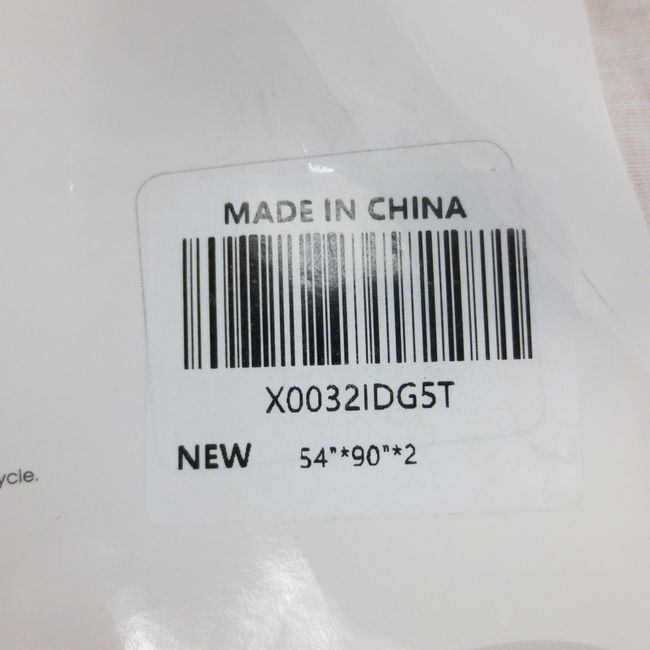 MADE IN CHINA
X0032IDG5T
NEW 54"*90"*2
ycle.